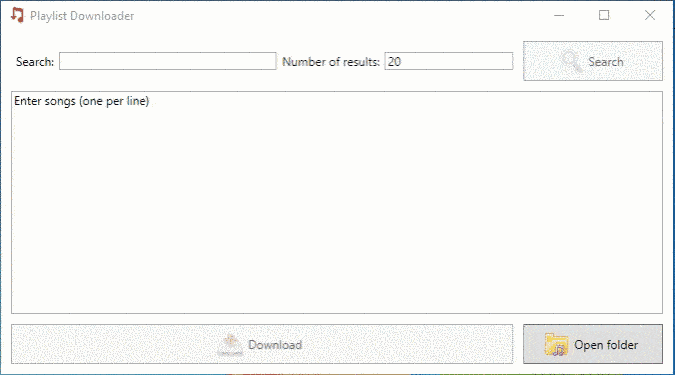 Playlist Downloader
Search: Number of results: 20 Search
Enter songs (one per line)
Download Open folder